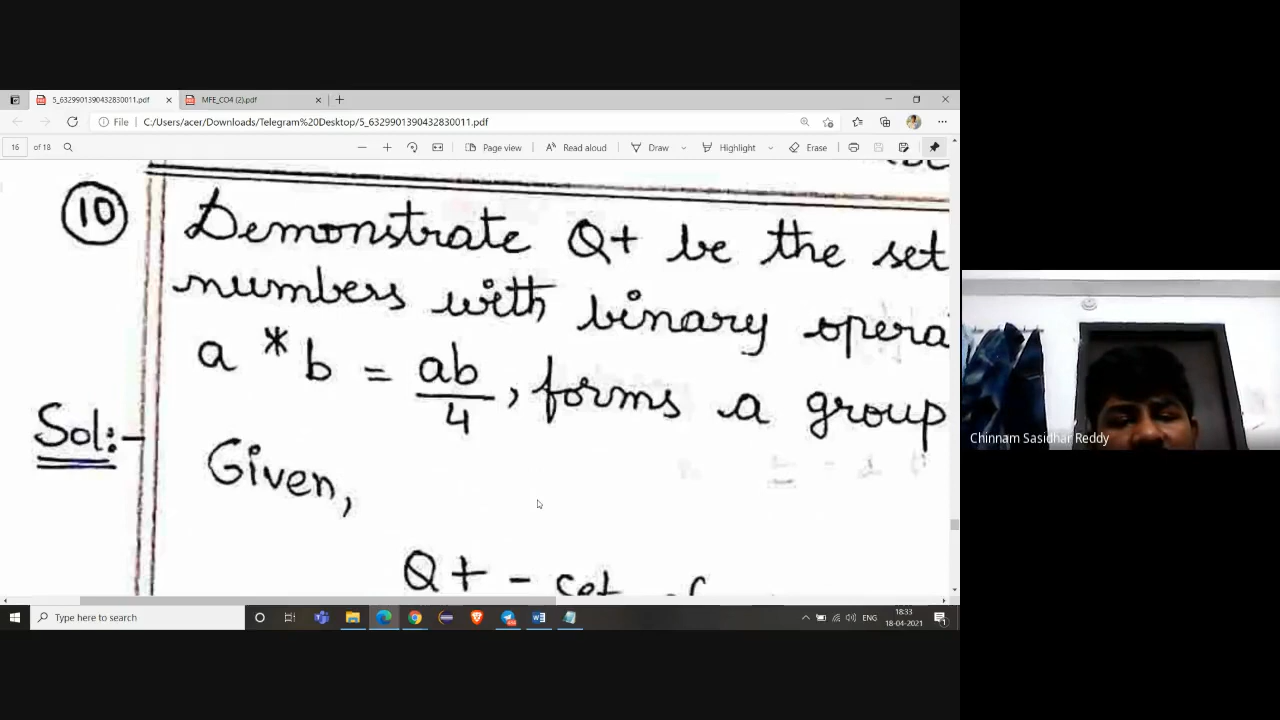 5_6329901390432830011.pdf
MFE_CO4 (2).pdf
File
C:/Users/acer/Downloads/Telegram%20Desktop/5_6329901390432830011.pdf
16 of 18
Page view
Read aloud
Draw
Highlight
Erase
10
Demonstrate Q+ be the set
numbers with binary opera
a * b = ab/4, forms a group
Sol:-
Given,
Q+ - set of
Chinnam Sasidhar Reddy
Type here to search
ENG
18:33
18-04-2021